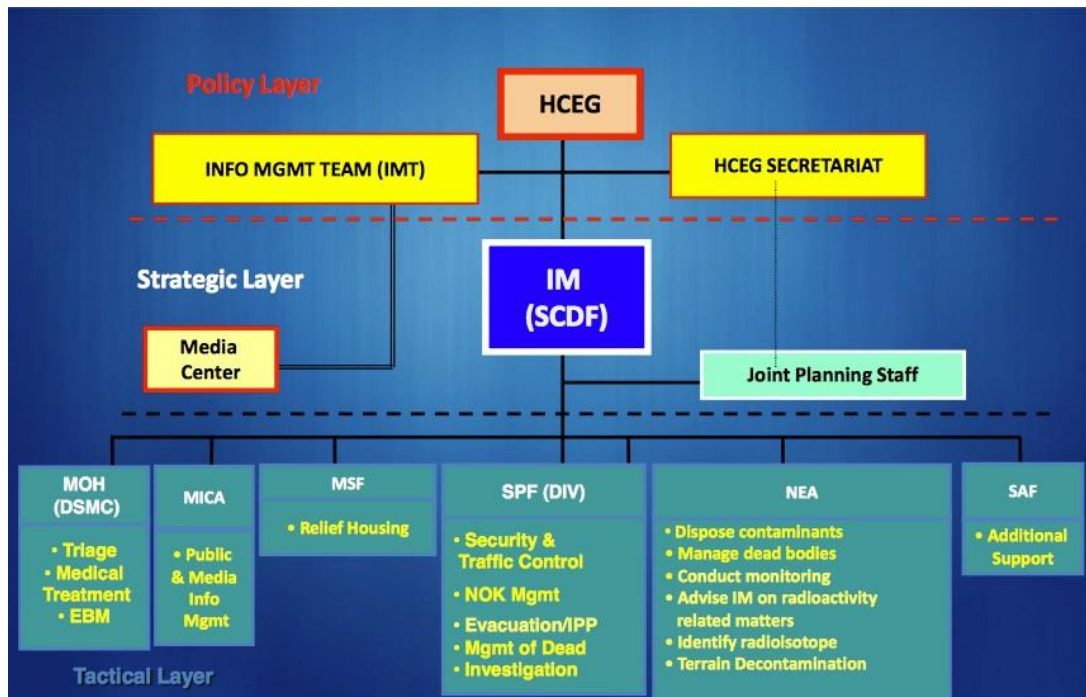 Policy Layer
HCEG
INFO MGMT TEAM (IMT)
HCEG SECRETARIAT
Strategic Layer
IM
(SCDF)
Media
Center
Joint Planning Staff
MOH
(DSMC)
• Triage
• Medical
Treatment
• EBM
MICA
• Public
& Media
Info
Mgmt
MSF
• Relief Housing
SPF (DIV)
• Security &
Traffic Control
• NOK Mgmt
• Evacuation/IPP
• Mgmt of Dead
• Investigation
NEA
• Dispose contaminants
• Manage dead bodies
• Conduct monitoring
• Advise IM on radioactivity
related matters
• Identify radioisotope
• Terrain Decontamination
SAF
• Additional
Support
Tactical Layer